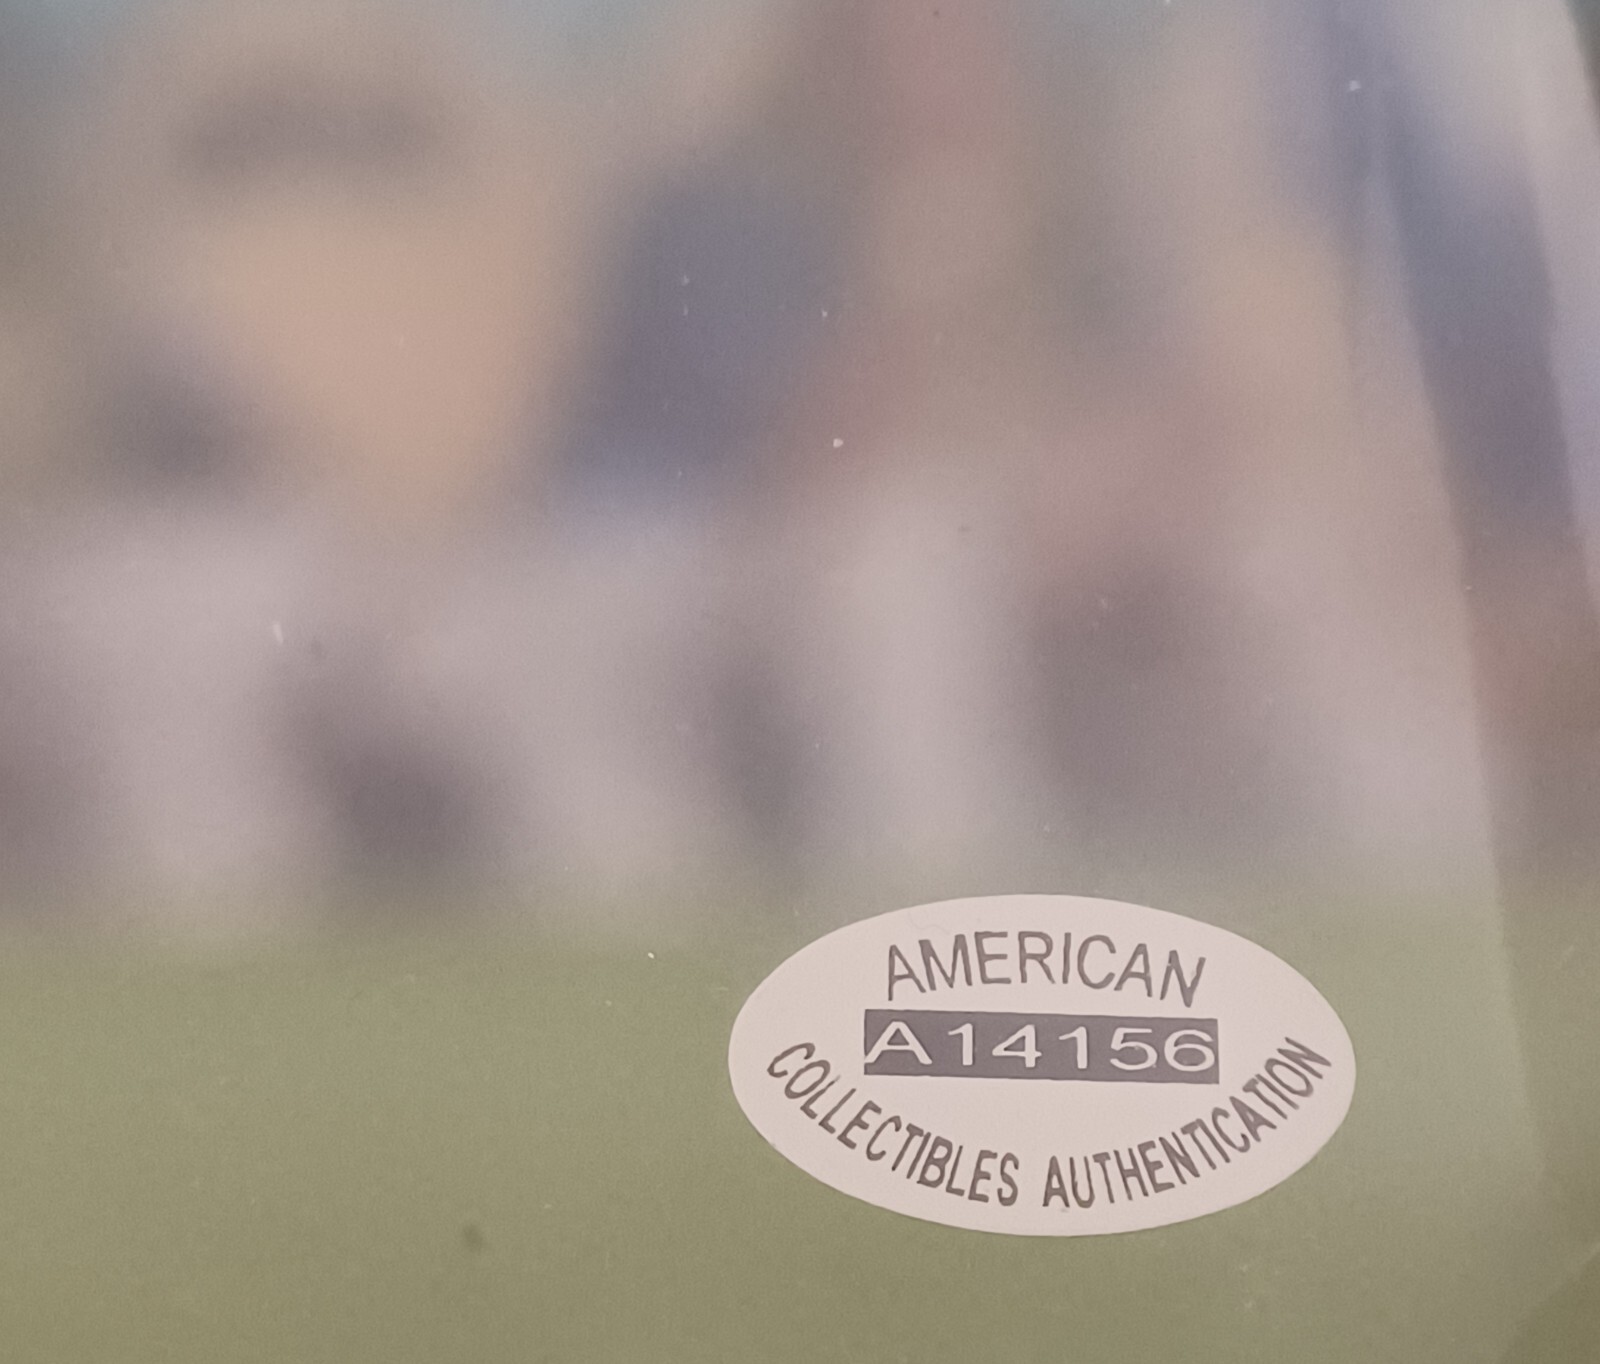 AMERICAN
A14156
COLLECTIBLES AUTHENTICATION